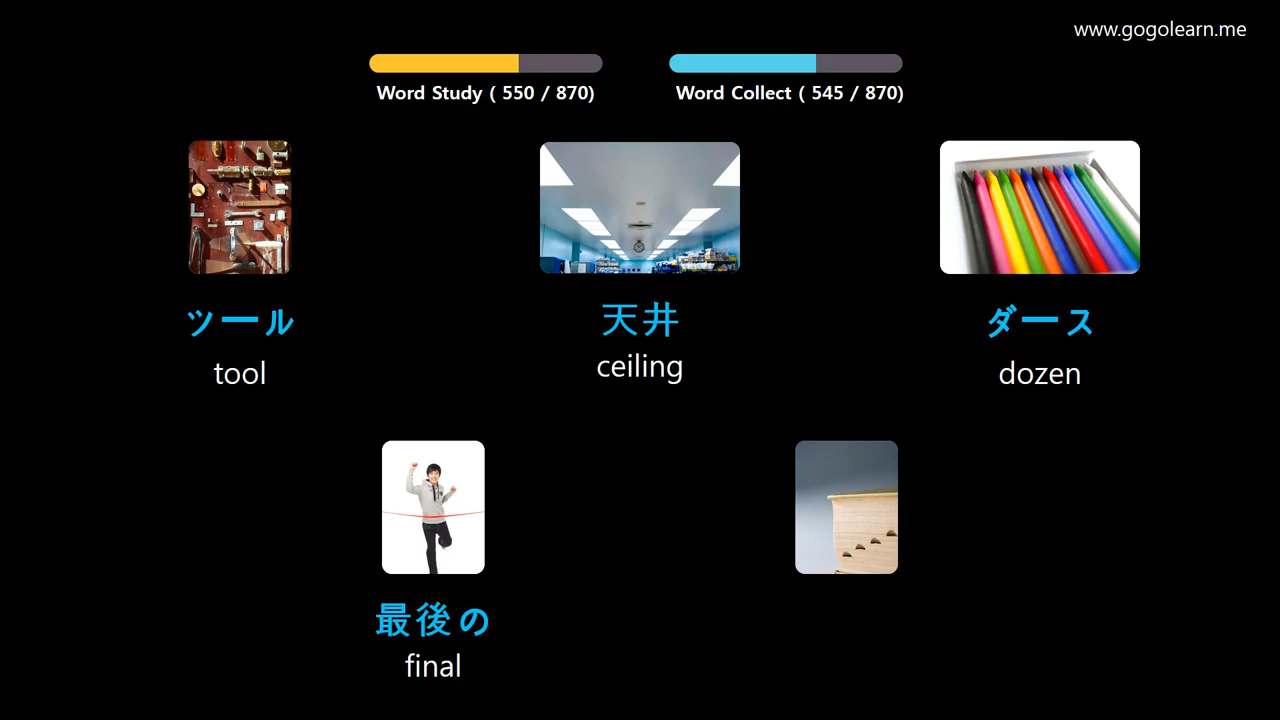 www.gogolearn.me
Word Study ( 550 / 870)
Word Collect ( 545 / 870)
ツール
tool
天井
ceiling
ダース
dozen
最後の
final